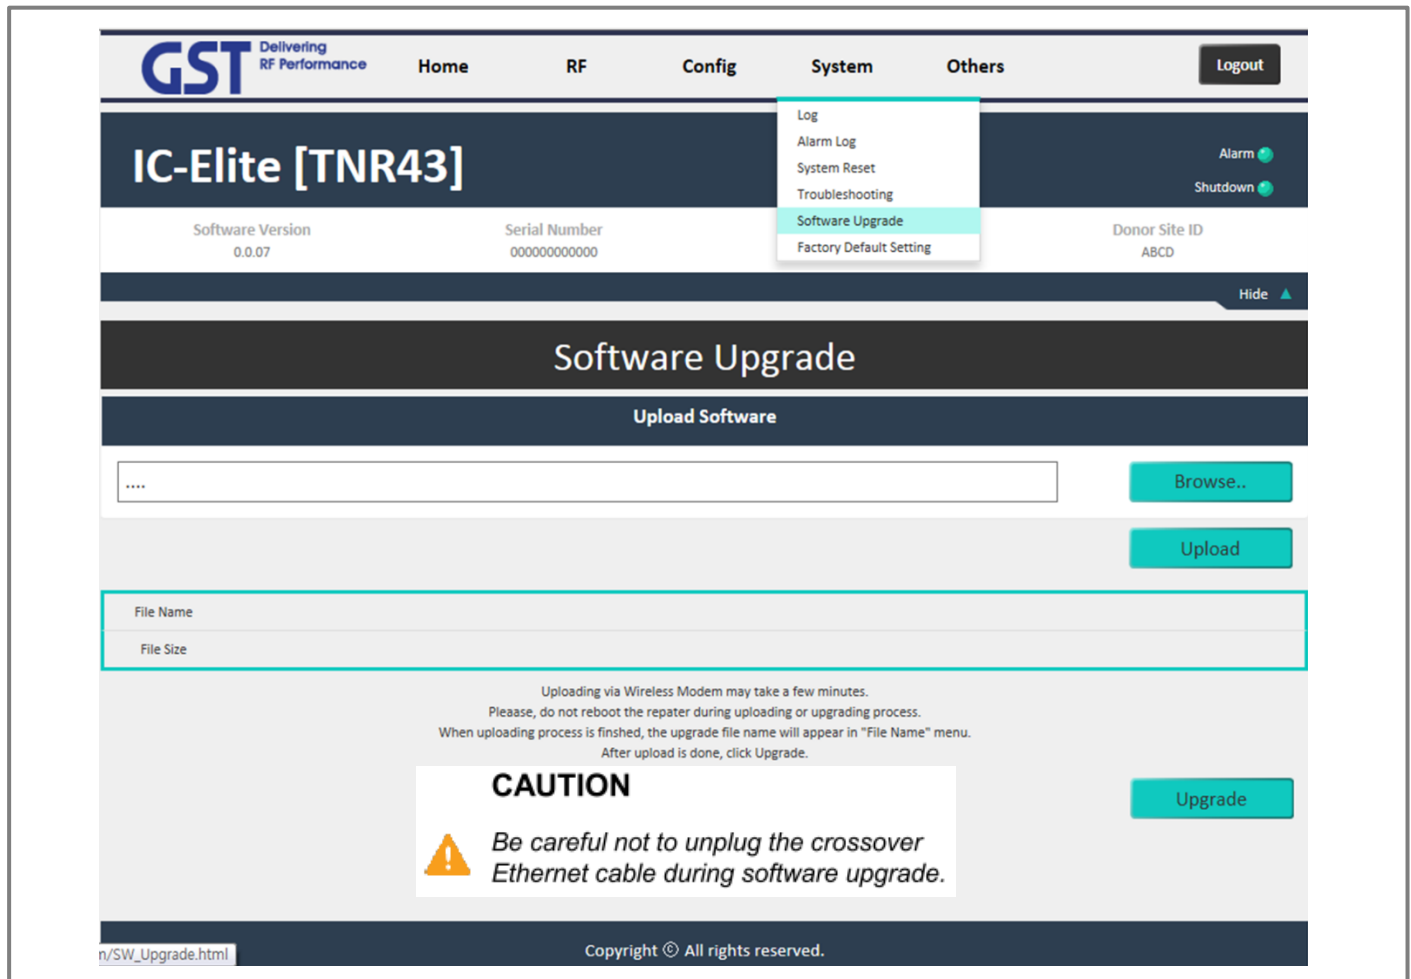 GST Delivering
RF Performance
Home RF Config System Others Logout
Log
Alarm Log
System Reset
Troubleshooting
Software Upgrade
Factory Default Setting
IC-Elite [TNR43]
Alarm
Shutdown
Software Version Serial Number Donor Site ID
0.0.07 000000000000 ABCD
Hide ▲
Software Upgrade
Upload Software
.... Browse..
Upload
File Name
File Size
Uploading via Wireless Modem may take a few minutes.
Pleaase, do not reboot the repater during uploading or upgrading process.
When uploading process is finshed, the upgrade file name will appear in "File Name" menu.
After upload is done, click Upgrade.
CAUTION
Be careful not to unplug the crossover
Ethernet cable during software upgrade.
Upgrade
Copyright © All rights reserved.
n/SW_Upgrade.html